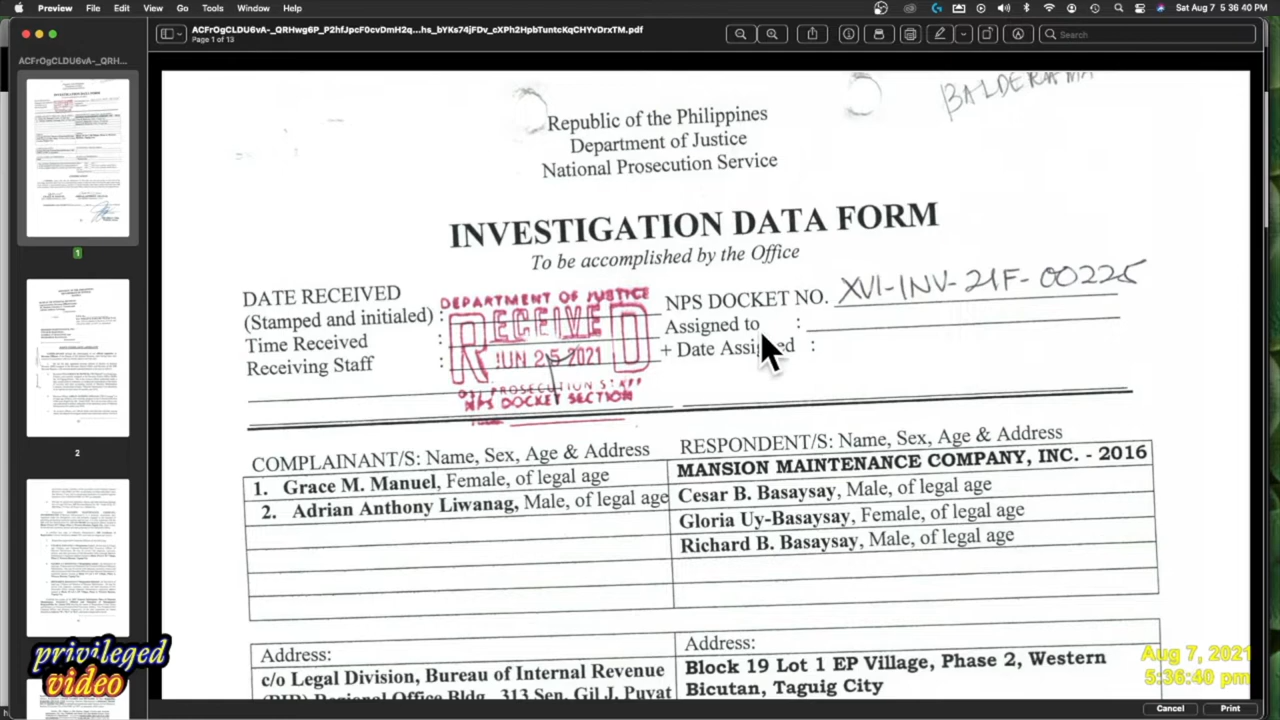 Preview File Edit View Go Tools Window Help Sat Aug 7 5:36:40 PM
Page 1 of 13
Search
ACFrOgCLDU6vA-_QRH...
1
2
BALDERAMA
Republic of the Philippines
Department of Justice
National Prosecution Service
INVESTIGATION DATA FORM
To be accomplished by the Office
DATE RECEIVED
(Stamped and initialed) :
Time Received :
Receiving Staff :
DEPARTMENT OF JUSTICE
RECEIVED
2021
NPS DOCKET SECTION
NPS DOCKET NO. XVI-INV-21F-00225
Assigned to :
Date Assigned :
COMPLAINANT/S: Name, Sex, Age & Address
1. Grace M. Manuel, Female, of legal age
2. Adrian Anthony Male, of legal age
RESPONDENT/S: Name, Sex, Age & Address
MANSION MAINTENANCE COMPANY, INC. - 2016
Cesar B. Basaysay, Male, of legal age
Gloria Uy-Basaysay, Female, of legal age
Richard B. Basaysay, Male, of legal age
Address:
c/o Legal Division, Bureau of Internal Revenue
Address:
Block 19 Lot 1 EP Village, Phase 2, Western
Bicutan, Taguig City
privileged
video
Aug 7, 2021
5:36:40 pm
Cancel Print